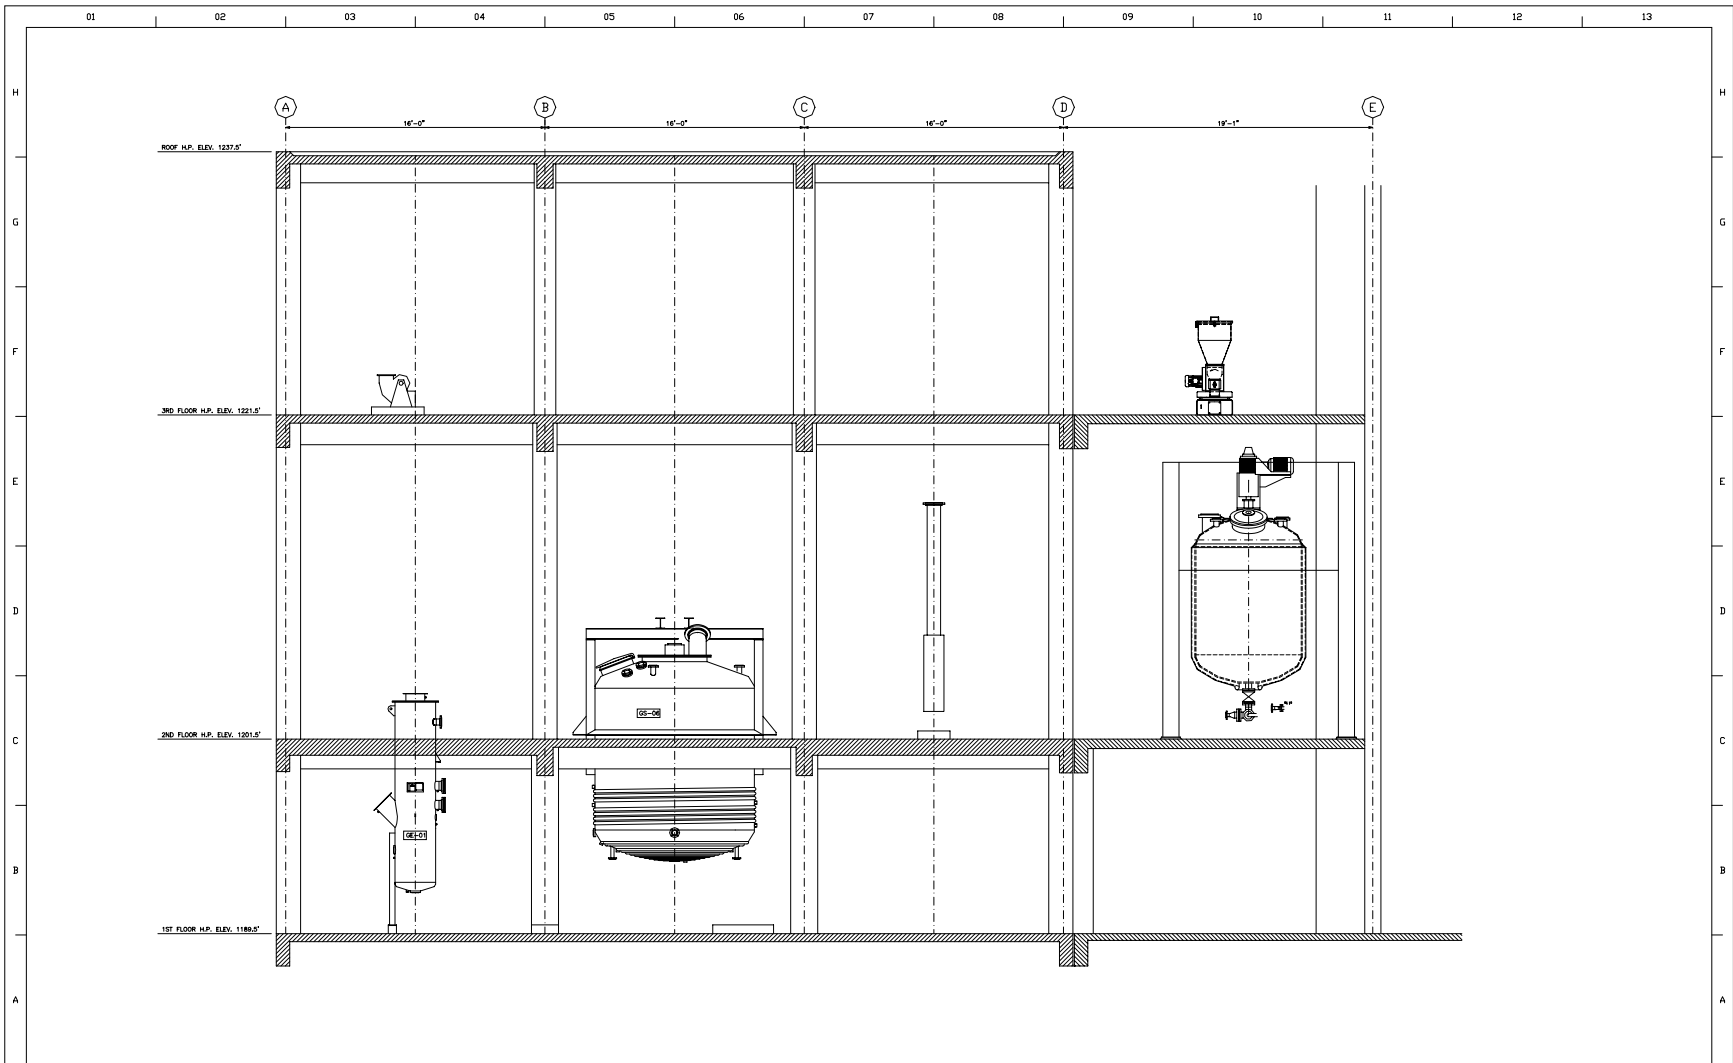 01 02 03 04 05 06 07 08 09 10 11 12 13
H H
A B C D E
16'-0" 16'-0" 16'-0" 19'-1"
ROOF H.P. ELEV. 1237.5'
G G
F F
3RD FLOOR H.P. ELEV. 1221.5'
E E
D D
GS-06
2ND FLOOR H.P. ELEV. 1201.5'
C C
GE-01
B B
1ST FLOOR H.P. ELEV. 1189.5'
A A